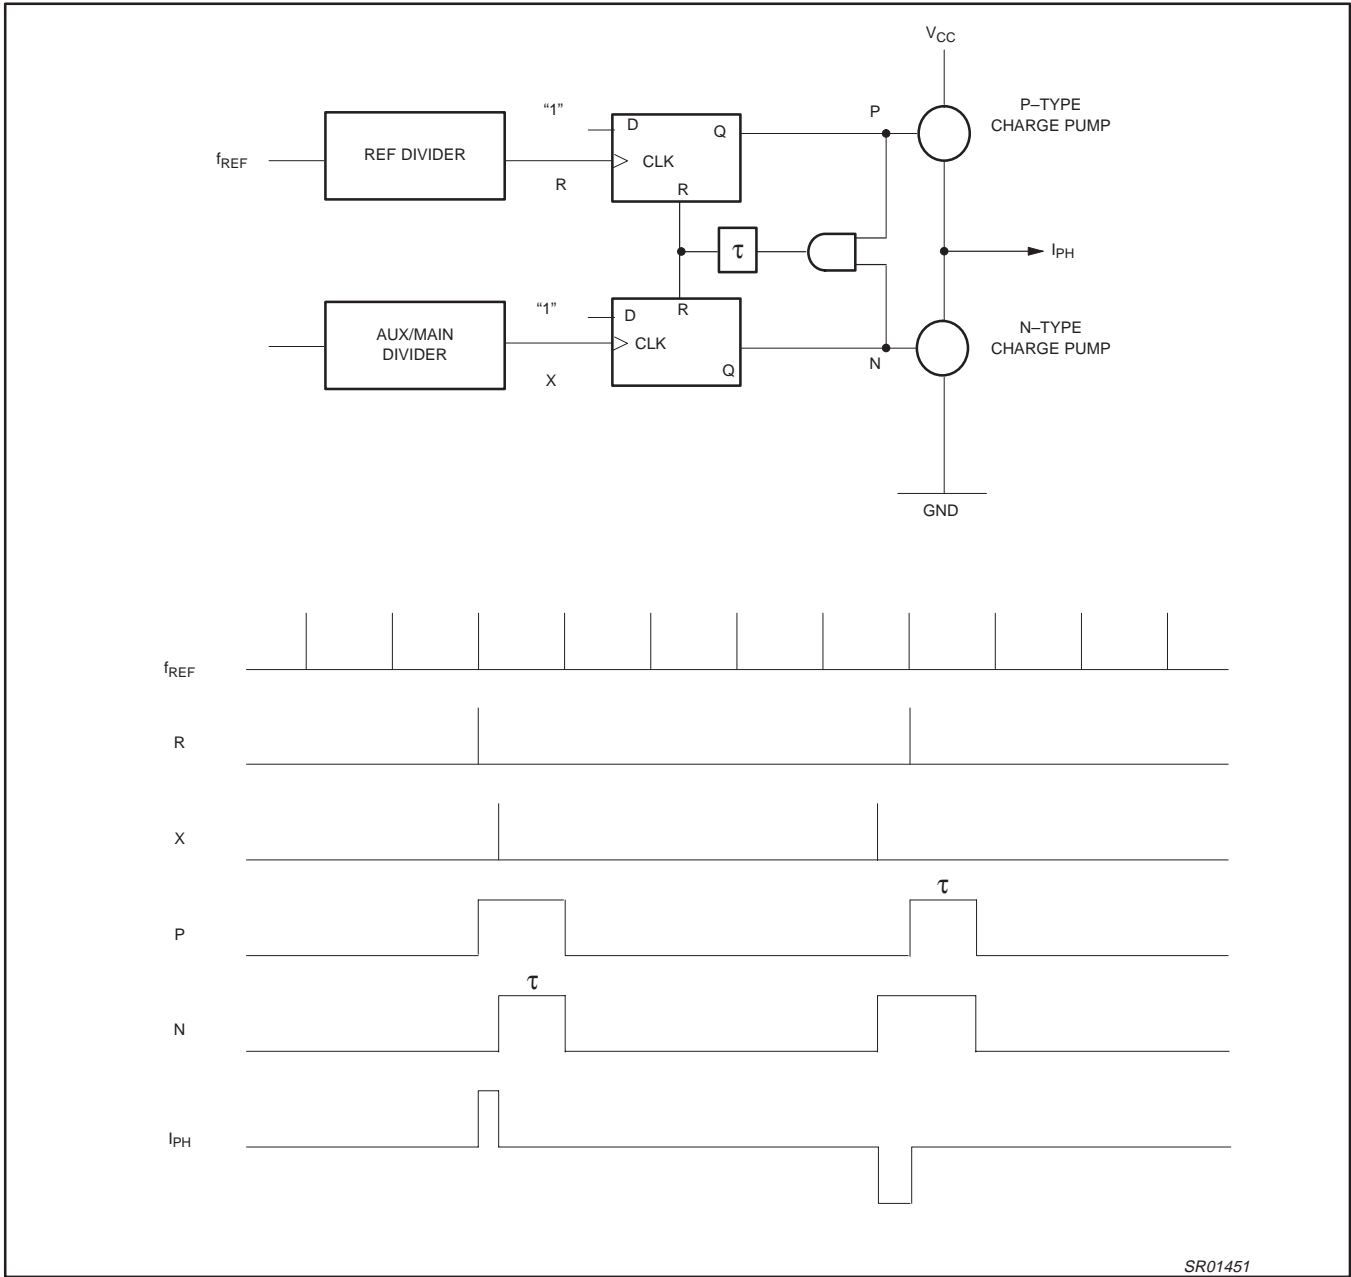 VCC
P–TYPE
CHARGE PUMP
"1"
D
Q
P
fREF
REF DIVIDER
CLK
R
R
τ
IPH
"1"
D
R
AUX/MAIN
DIVIDER
CLK
X
Q
N
N–TYPE
CHARGE PUMP
GND
fREF
R
X
τ
P
τ
N
IPH
SR01451